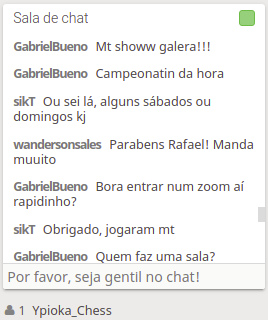 Sala de chat
GabrielBueno Mt showw galera!!!
GabrielBueno Campeonatin da hora
sikT Ou sei lá, alguns sábados ou
domingos kj
wandersonsales Parabens Rafael! Manda
muuito
GabrielBueno Bora entrar num zoom aí
rapidinho?
sikT Obrigado, jogaram mt
GabrielBueno Quem faz uma sala?
Por favor, seja gentil no chat!
1 Ypioka_Chess